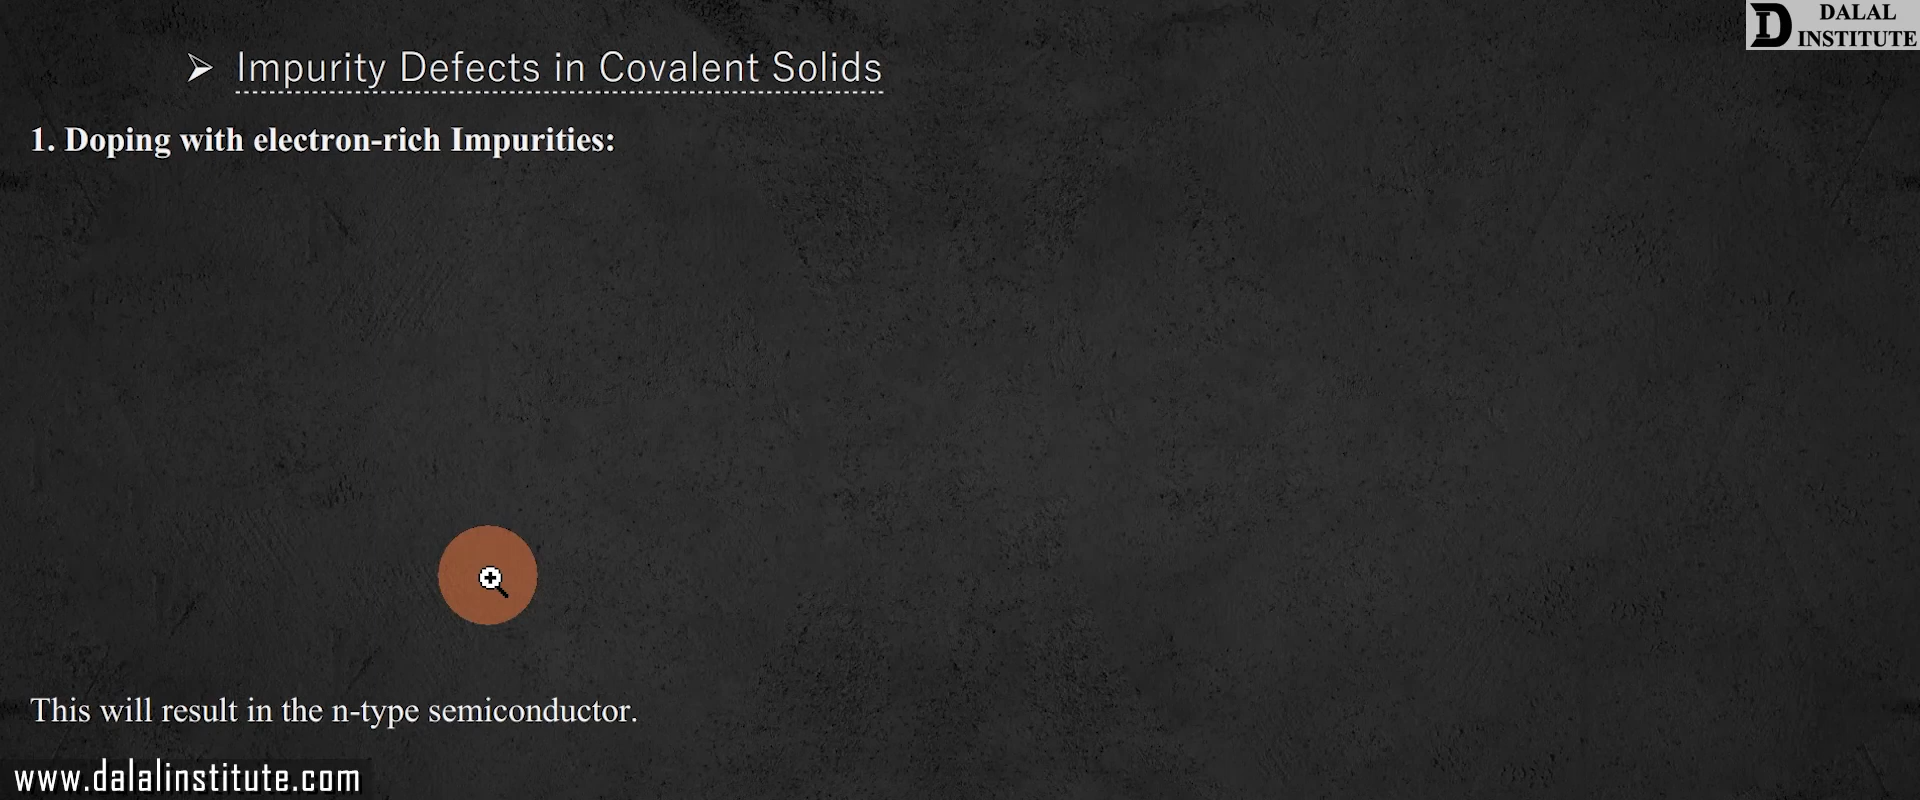 DALAL
INSTITUTE
➢ Impurity Defects in Covalent Solids
1. Doping with electron-rich Impurities:
This will result in the n-type semiconductor.
www.dalalinstitute.com